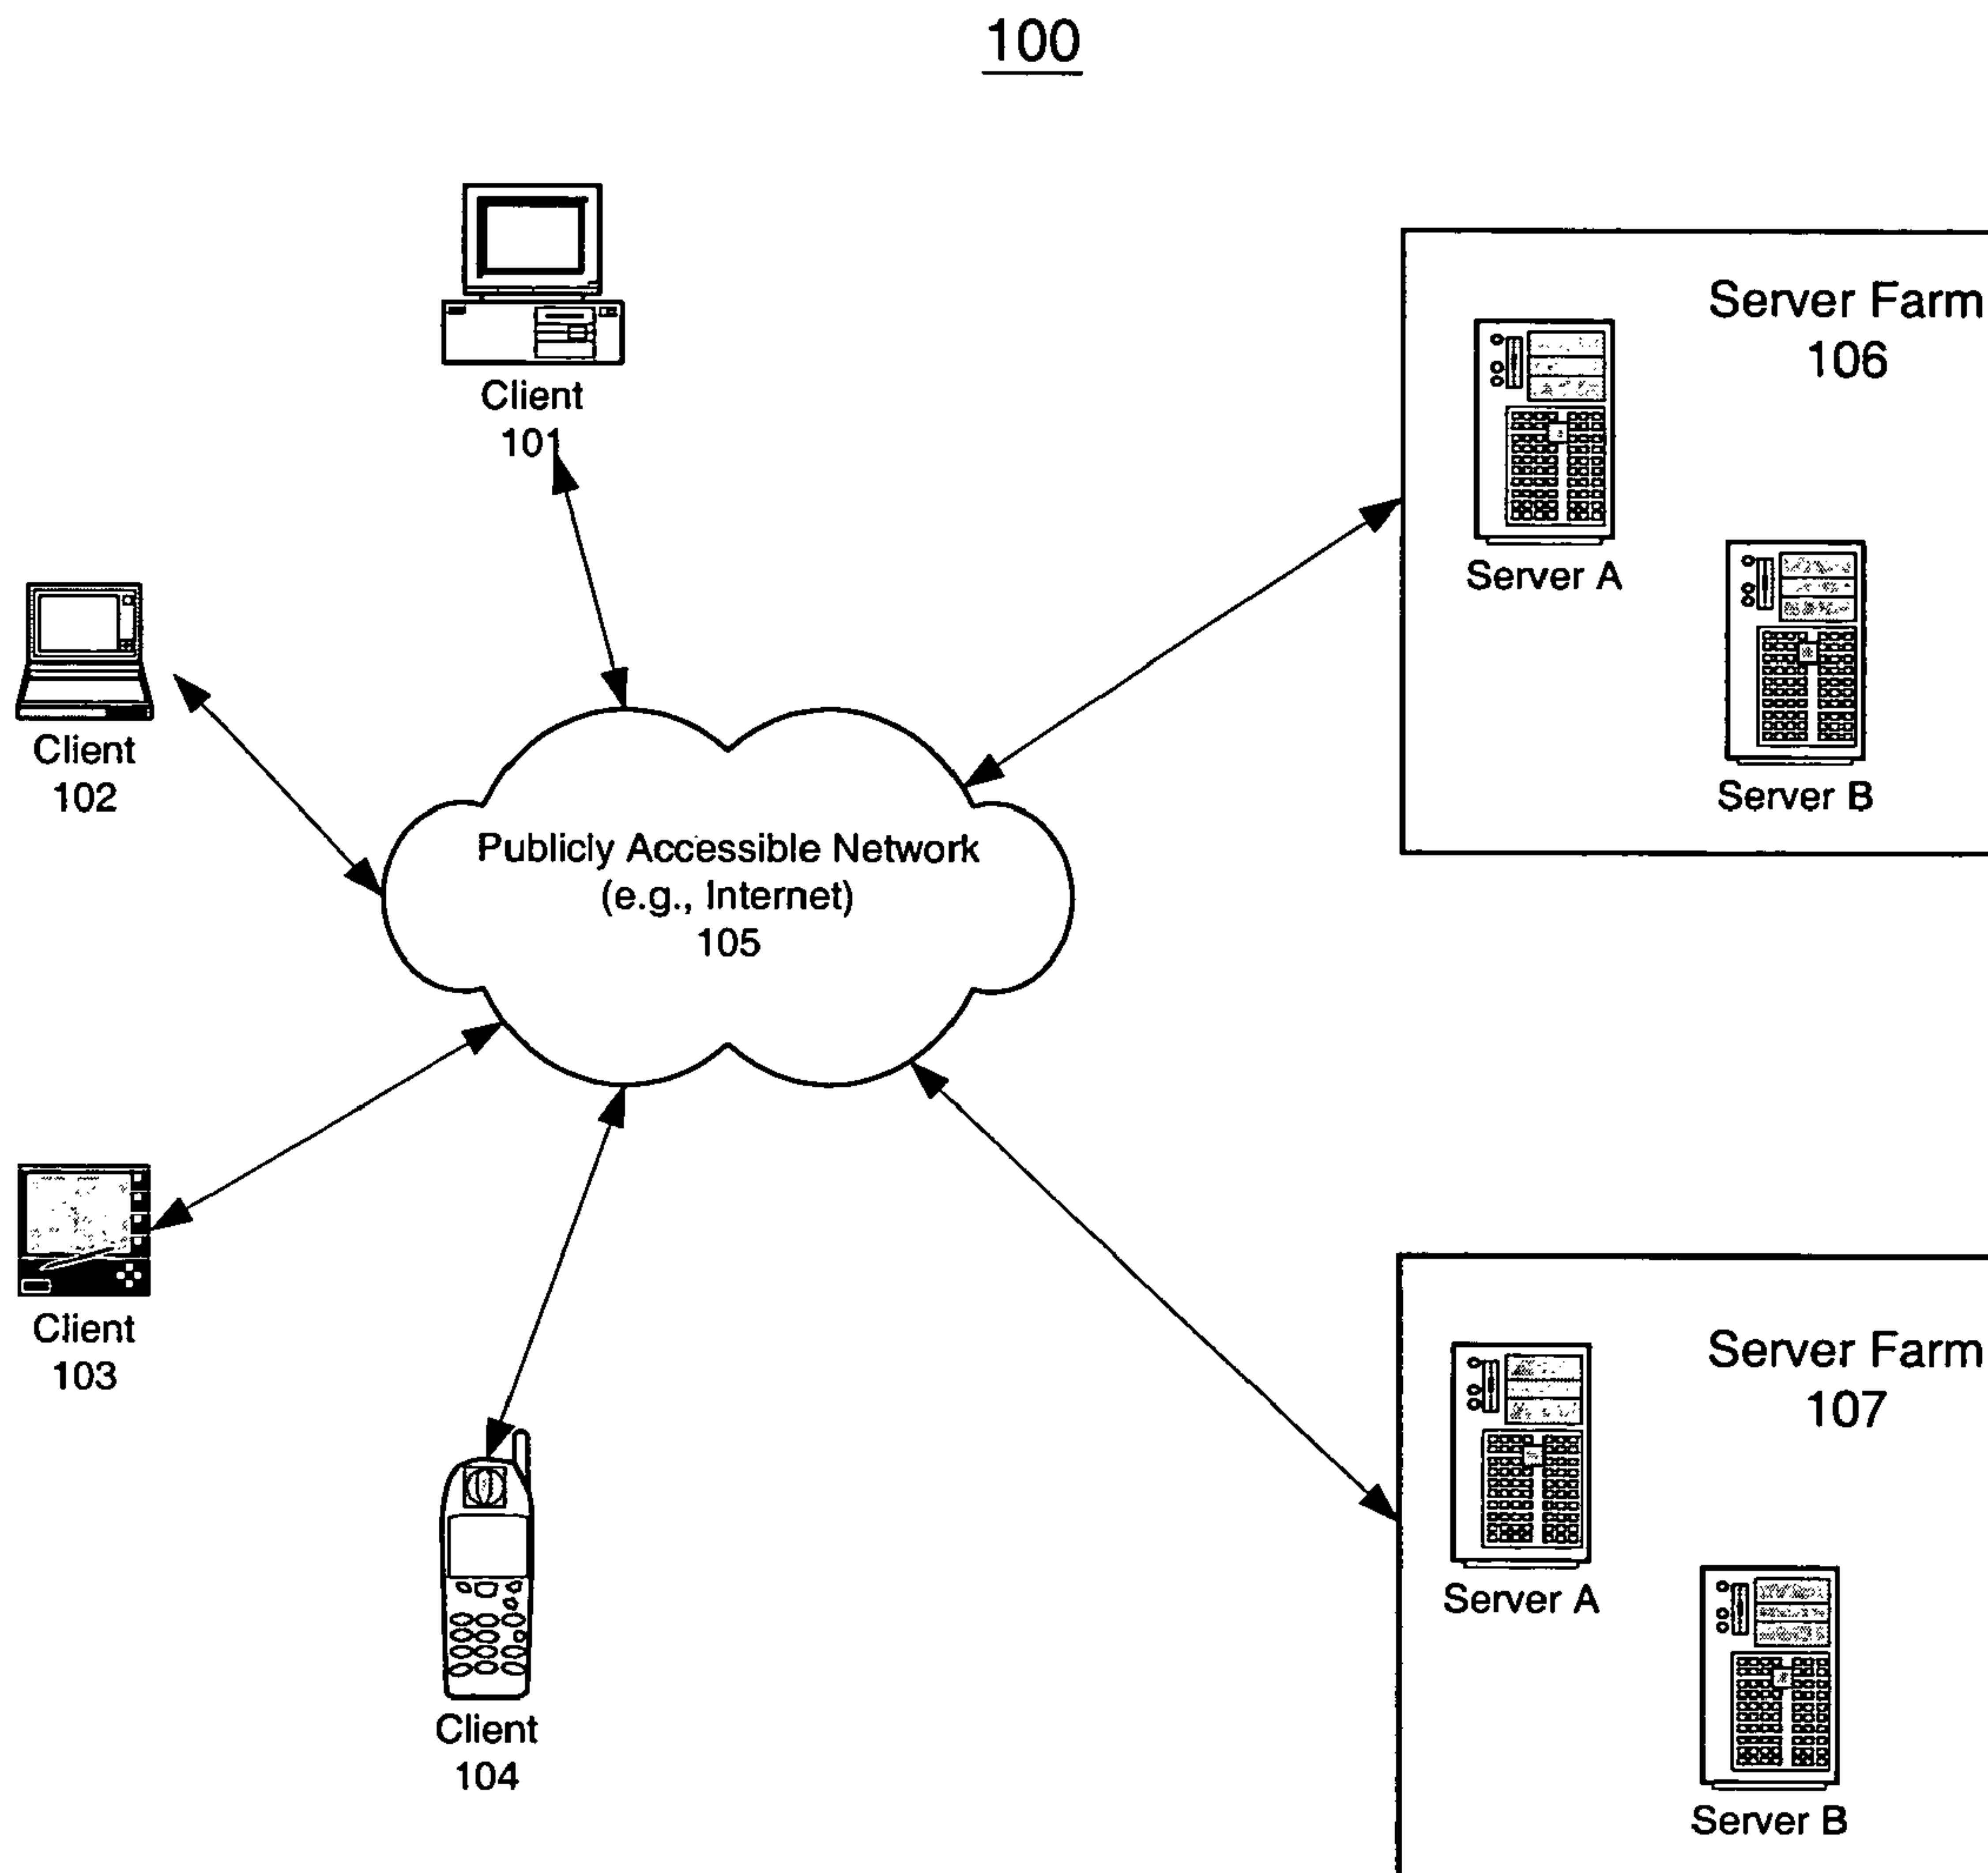 100
Client
101
Client
102
Client
103
Client
104
Publicly Accessible Network
(e.g., Internet)
105
Server Farm
106
Server A
Server B
Server Farm
107
Server A
Server B